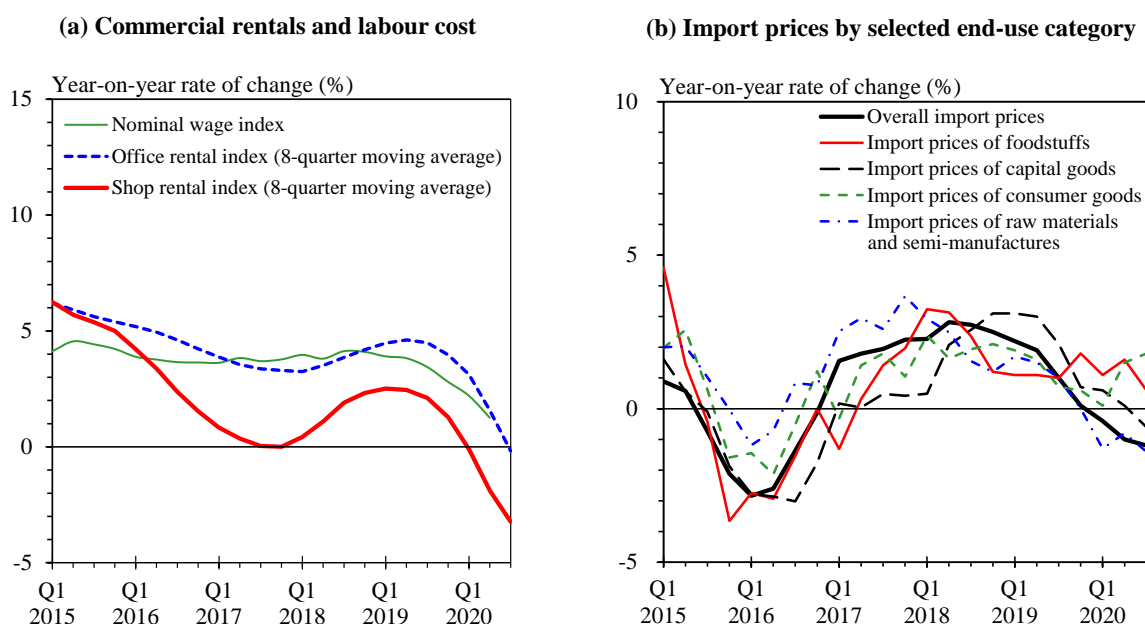 (a) Commercial rentals and labour cost
Year-on-year rate of change (%)
15
Nominal wage index
Office rental index (8-quarter moving average)
Shop rental index (8-quarter moving average)
10
5
0
-5
Q1 Q1 Q1 Q1 Q1 Q1
2015 2016 2017 2018 2019 2020
(b) Import prices by selected end-use category
Year-on-year rate of change (%)
10
Overall import prices
Import prices of foodstuffs
Import prices of capital goods
Import prices of consumer goods
Import prices of raw materials
and semi-manufactures
5
0
-5
Q1 Q1 Q1 Q1 Q1 Q1
2015 2016 2017 2018 2019 2020